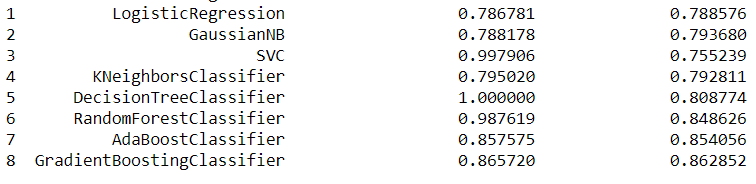 1 LogisticRegression 0.786781 0.788576
2 GaussianNB 0.788178 0.793680
3 SVC 0.997906 0.755239
4 KNeighborsClassifier 0.795020 0.792811
5 DecisionTreeClassifier 1.000000 0.808774
6 RandomForestClassifier 0.987619 0.848626
7 AdaBoostClassifier 0.857575 0.854056
8 GradientBoostingClassifier 0.865720 0.862852